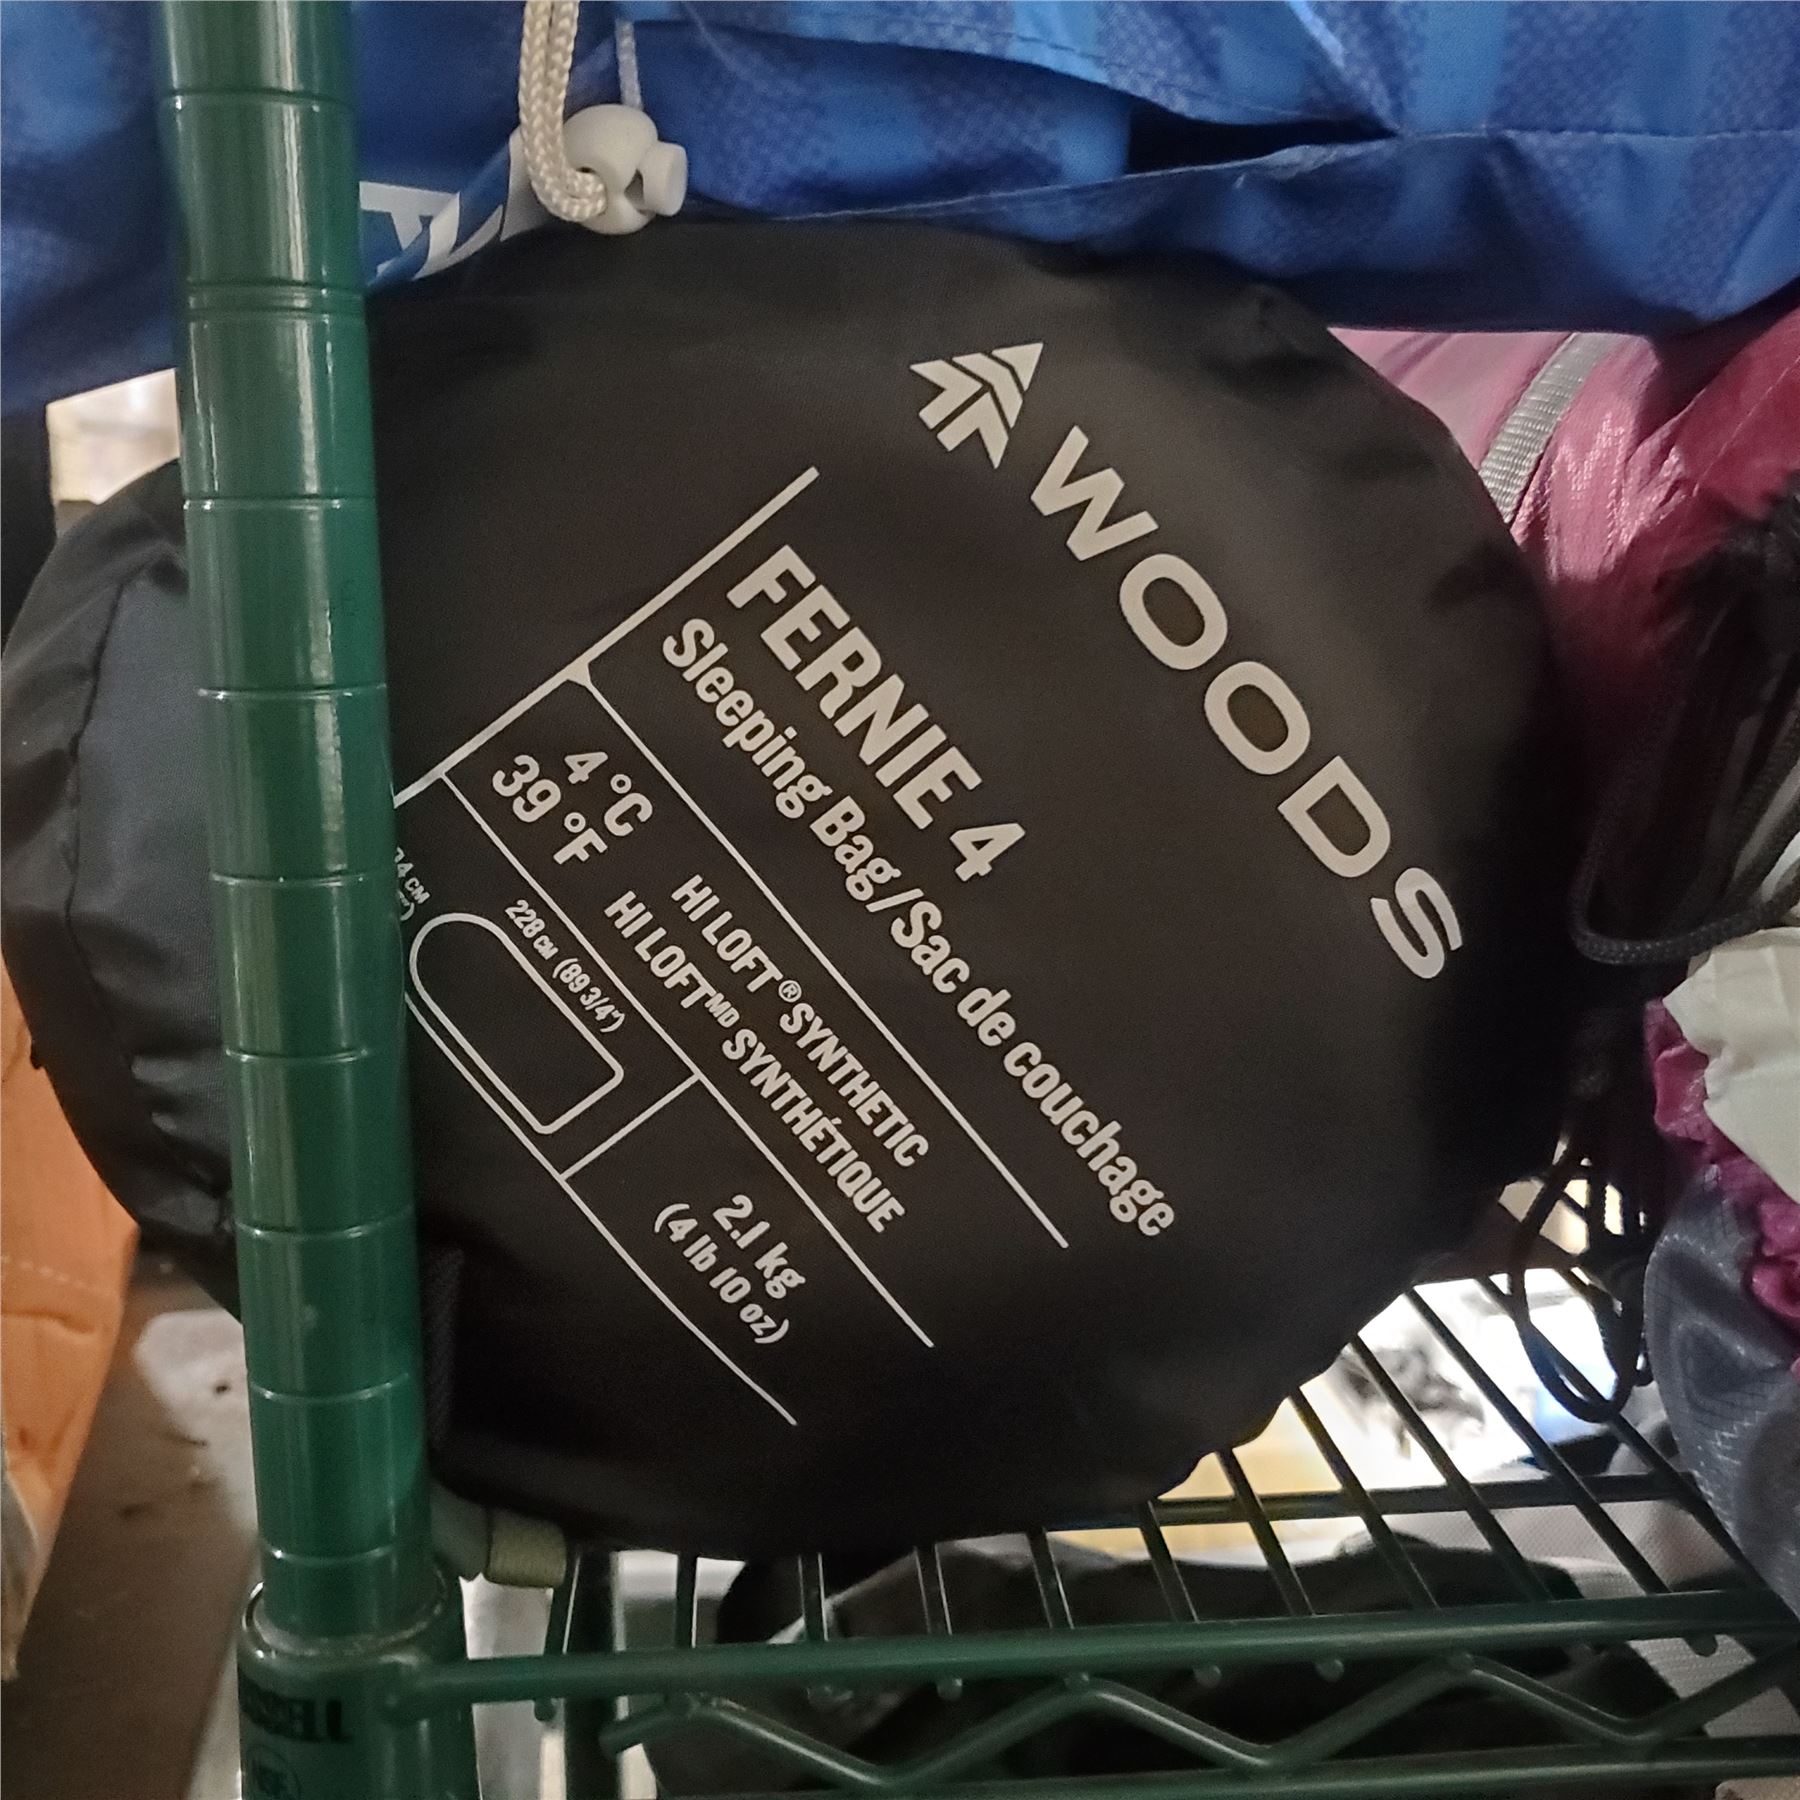 WOODS
FERNIE 4
Sleeping Bag/Sac de couchage
4 °C
39 °F
HI LOFT® SYNTHETIC
HI LOFTᴹᴰ SYNTHÉTIQUE
228 CM (89 3/4")
2.1 kg
(4 lb 10 oz)